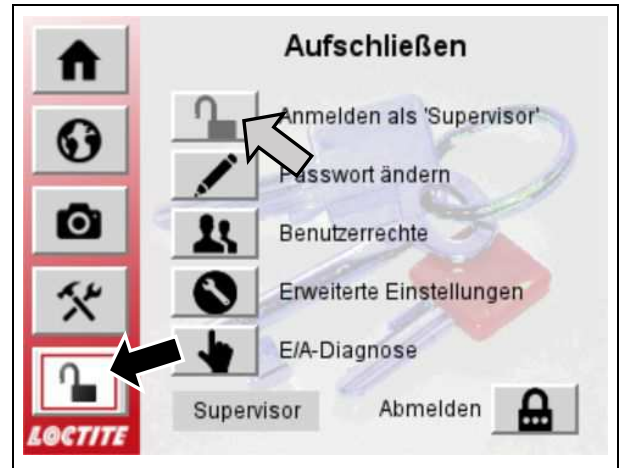 Aufschließen
Anmelden als 'Supervisor'
Passwort ändern
Benutzerrechte
Erweiterte Einstellungen
E/A-Diagnose
Supervisor
Abmelden
LOCTITE